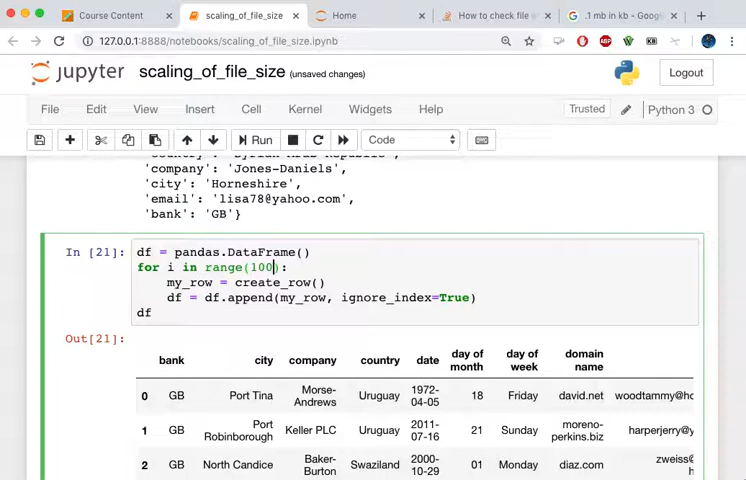 Course Content
scaling_of_file_size
Home
How to check file
.1 mb in kb - Goog
127.0.0.1:8888/notebooks/scaling_of_file_size.ipynb
jupyter scaling_of_file_size (unsaved changes)
Logout
File Edit View Insert Cell Kernel Widgets Help
Trusted
Python 3
Run
Code
'company': 'Jones-Daniels',
'city': 'Horneshire',
'email': 'lisa78@yahoo.com',
'bank': 'GB'}
In [21]: df = pandas.DataFrame()
for i in range(100):
my_row = create_row()
df = df.append(my_row, ignore_index=True)
df
Out[21]:
bank city company country date day of month day of week domain name
0 GB Port Tina Morse-Andrews Uruguay 1972-04-05 18 Friday david.net woodtammy@ho
1 GB Port Robinborough Keller PLC Uruguay 2011-07-16 21 Sunday moreno-perkins.biz harperjerry@y
2 GB North Candice Baker-Burton Swaziland 2000-10-29 01 Monday diaz.com zweiss@